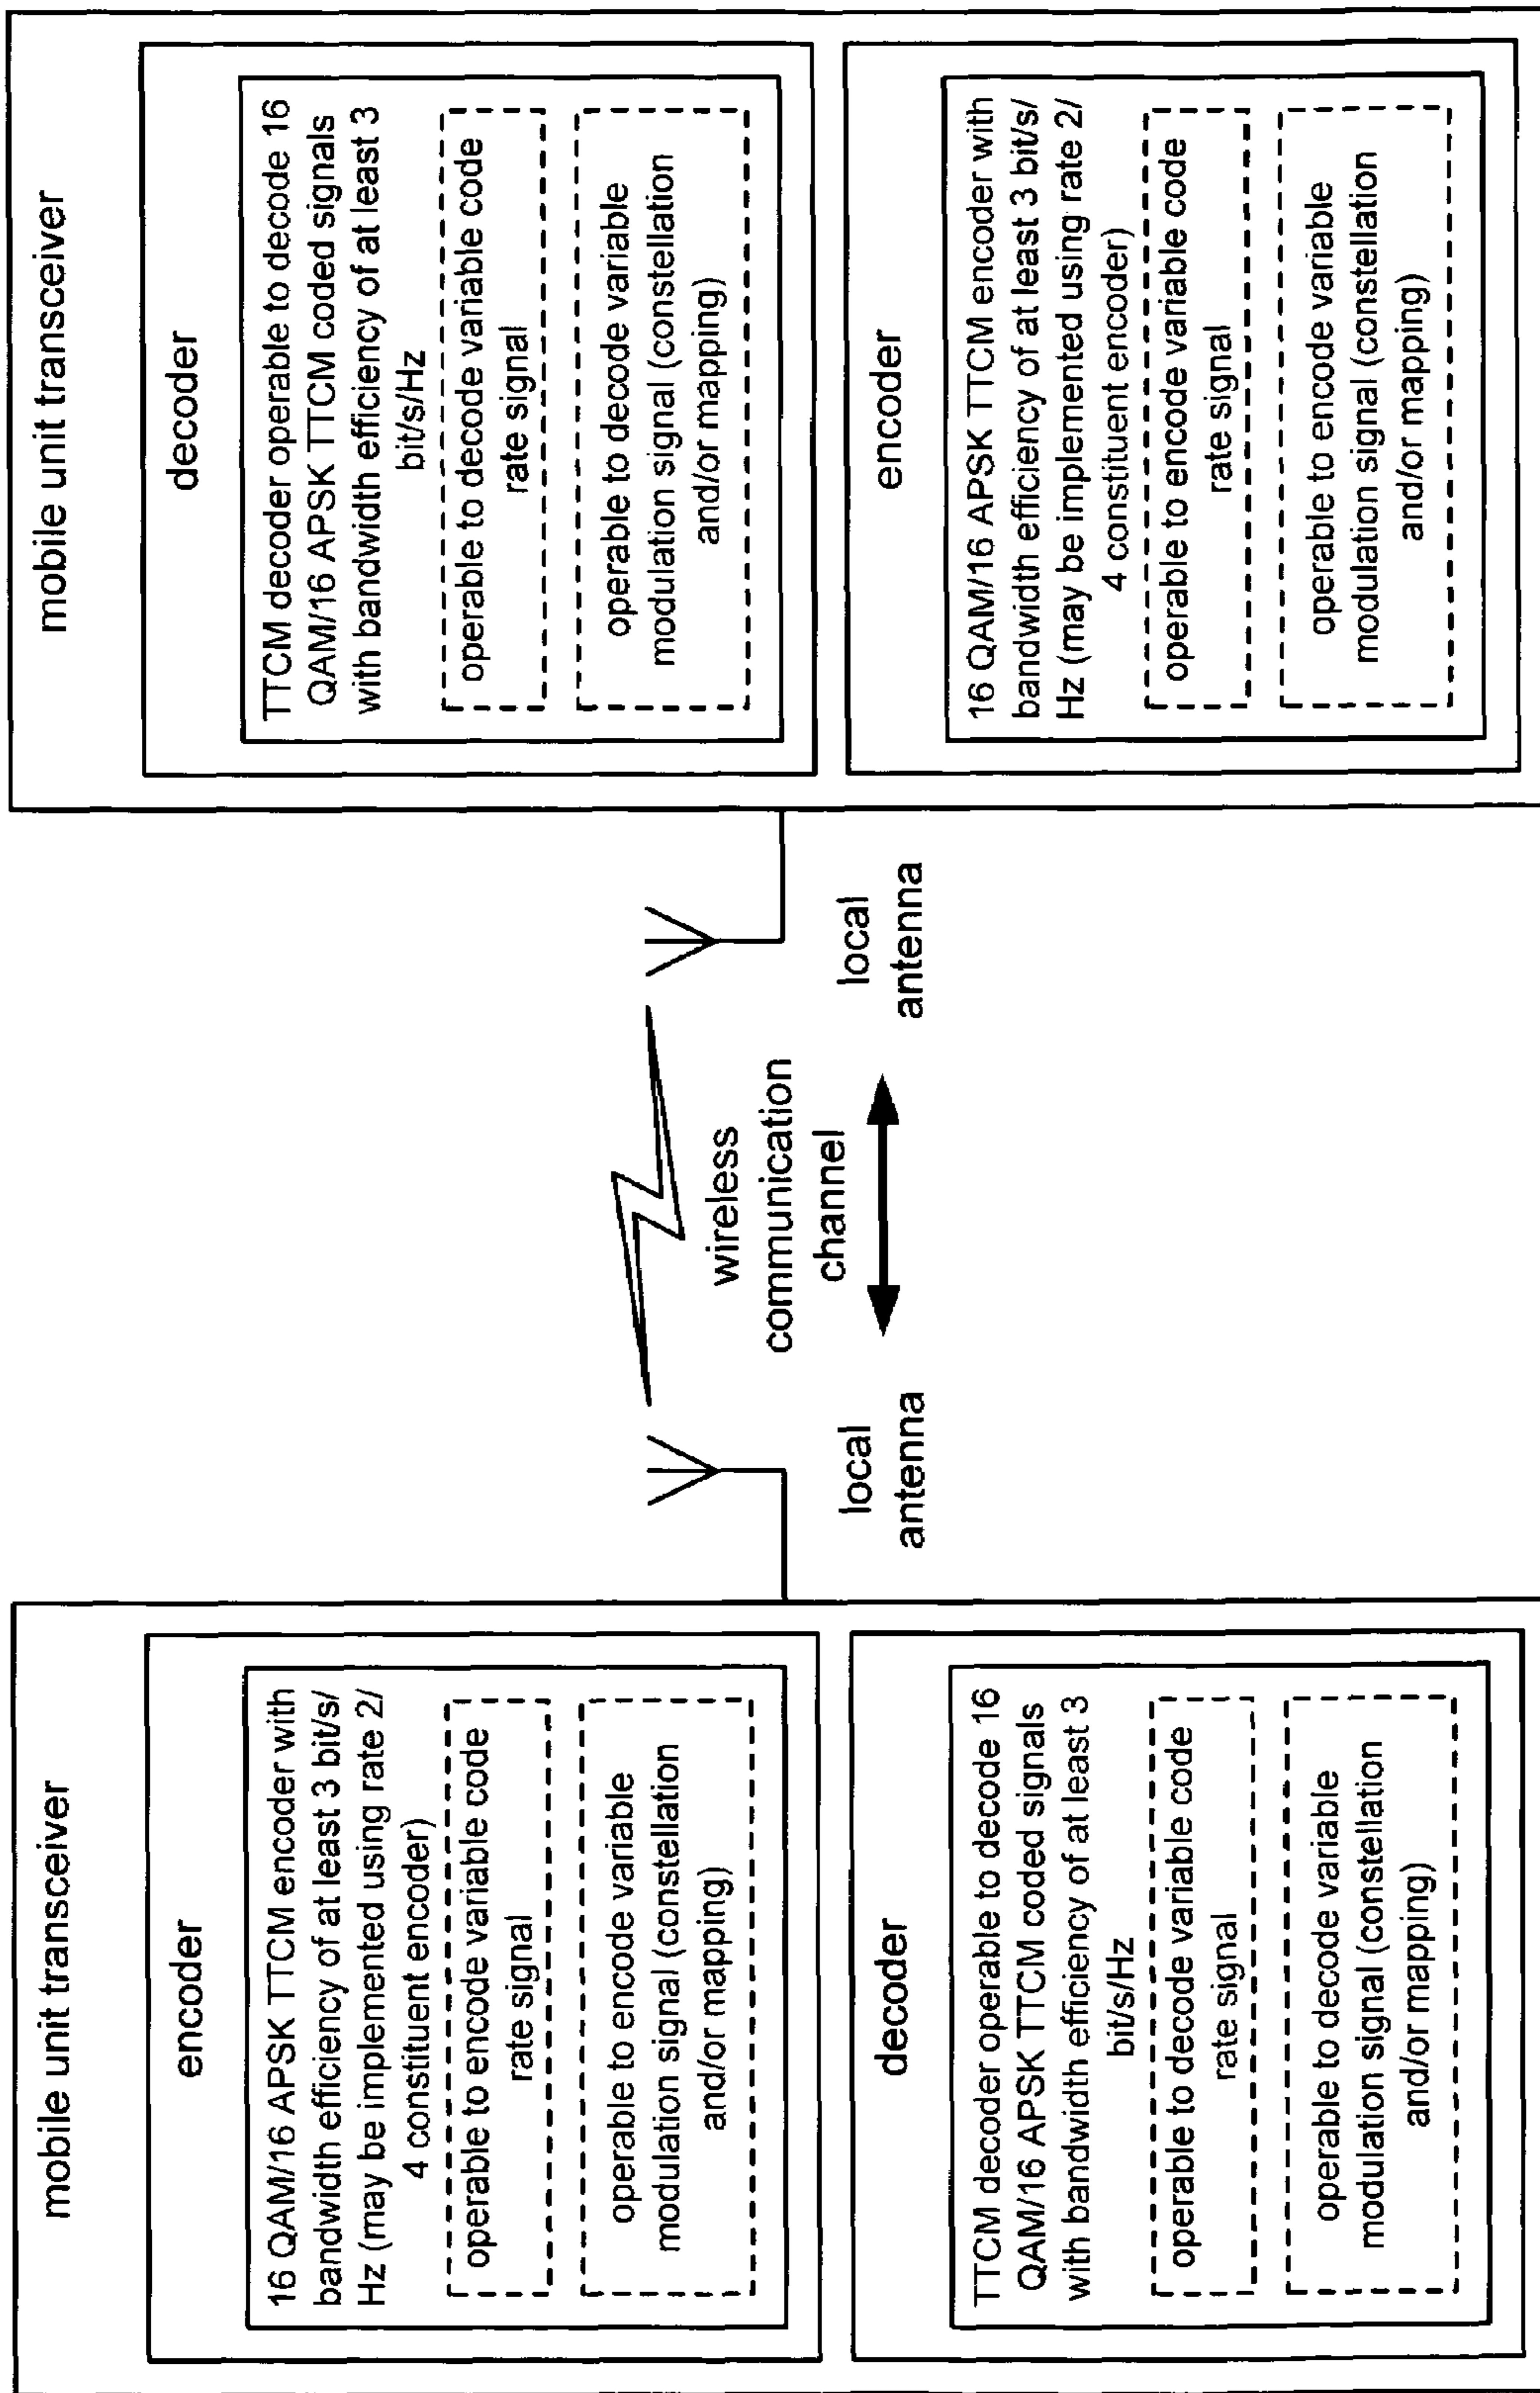 mobile unit transceiver
encoder
16 QAM/16 APSK TTCM encoder with
bandwidth efficiency of at least 3 bit/s/
Hz (may be implemented using rate 2/
4 constituent encoder)
operable to encode variable code
rate signal
operable to encode variable
modulation signal (constellation
and/or mapping)
decoder
TTCM decoder operable to decode 16
QAM/16 APSK TTCM coded signals
with bandwidth efficiency of at least 3
bit/s/Hz
operable to decode variable code
rate signal
operable to decode variable
modulation signal (constellation
and/or mapping)
local
antenna
wireless
communication
channel
local
antenna
mobile unit transceiver
decoder
TTCM decoder operable to decode 16
QAM/16 APSK TTCM coded signals
with bandwidth efficiency of at least 3
bit/s/Hz
operable to decode variable code
rate signal
operable to decode variable
modulation signal (constellation
and/or mapping)
encoder
16 QAM/16 APSK TTCM encoder with
bandwidth efficiency of at least 3 bit/s/
Hz (may be implemented using rate 2/
4 constituent encoder)
operable to encode variable code
rate signal
operable to encode variable
modulation signal (constellation
and/or mapping)